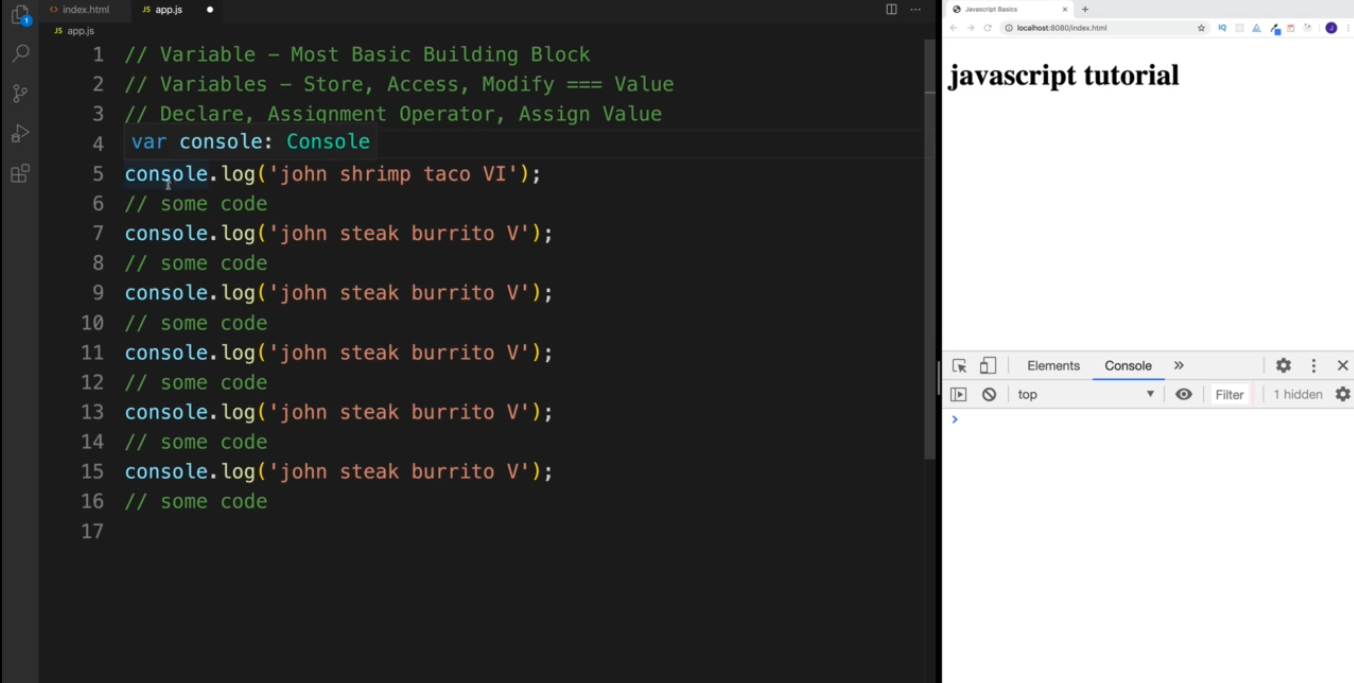 index.html
JS app.js
JS app.js
1 // Variable – Most Basic Building Block
2 // Variables – Store, Access, Modify === Value
3 // Declare, Assignment Operator, Assign Value
4
var console: Console
5 console.log('john shrimp taco VI');
6 // some code
7 console.log('john steak burrito V');
8 // some code
9 console.log('john steak burrito V');
10 // some code
11 console.log('john steak burrito V');
12 // some code
13 console.log('john steak burrito V');
14 // some code
15 console.log('john steak burrito V');
16 // some code
17
1
Javascript Basics
localhost:8080/index.html
IQ
J
javascript tutorial
Elements Console »
top Filter 1 hidden